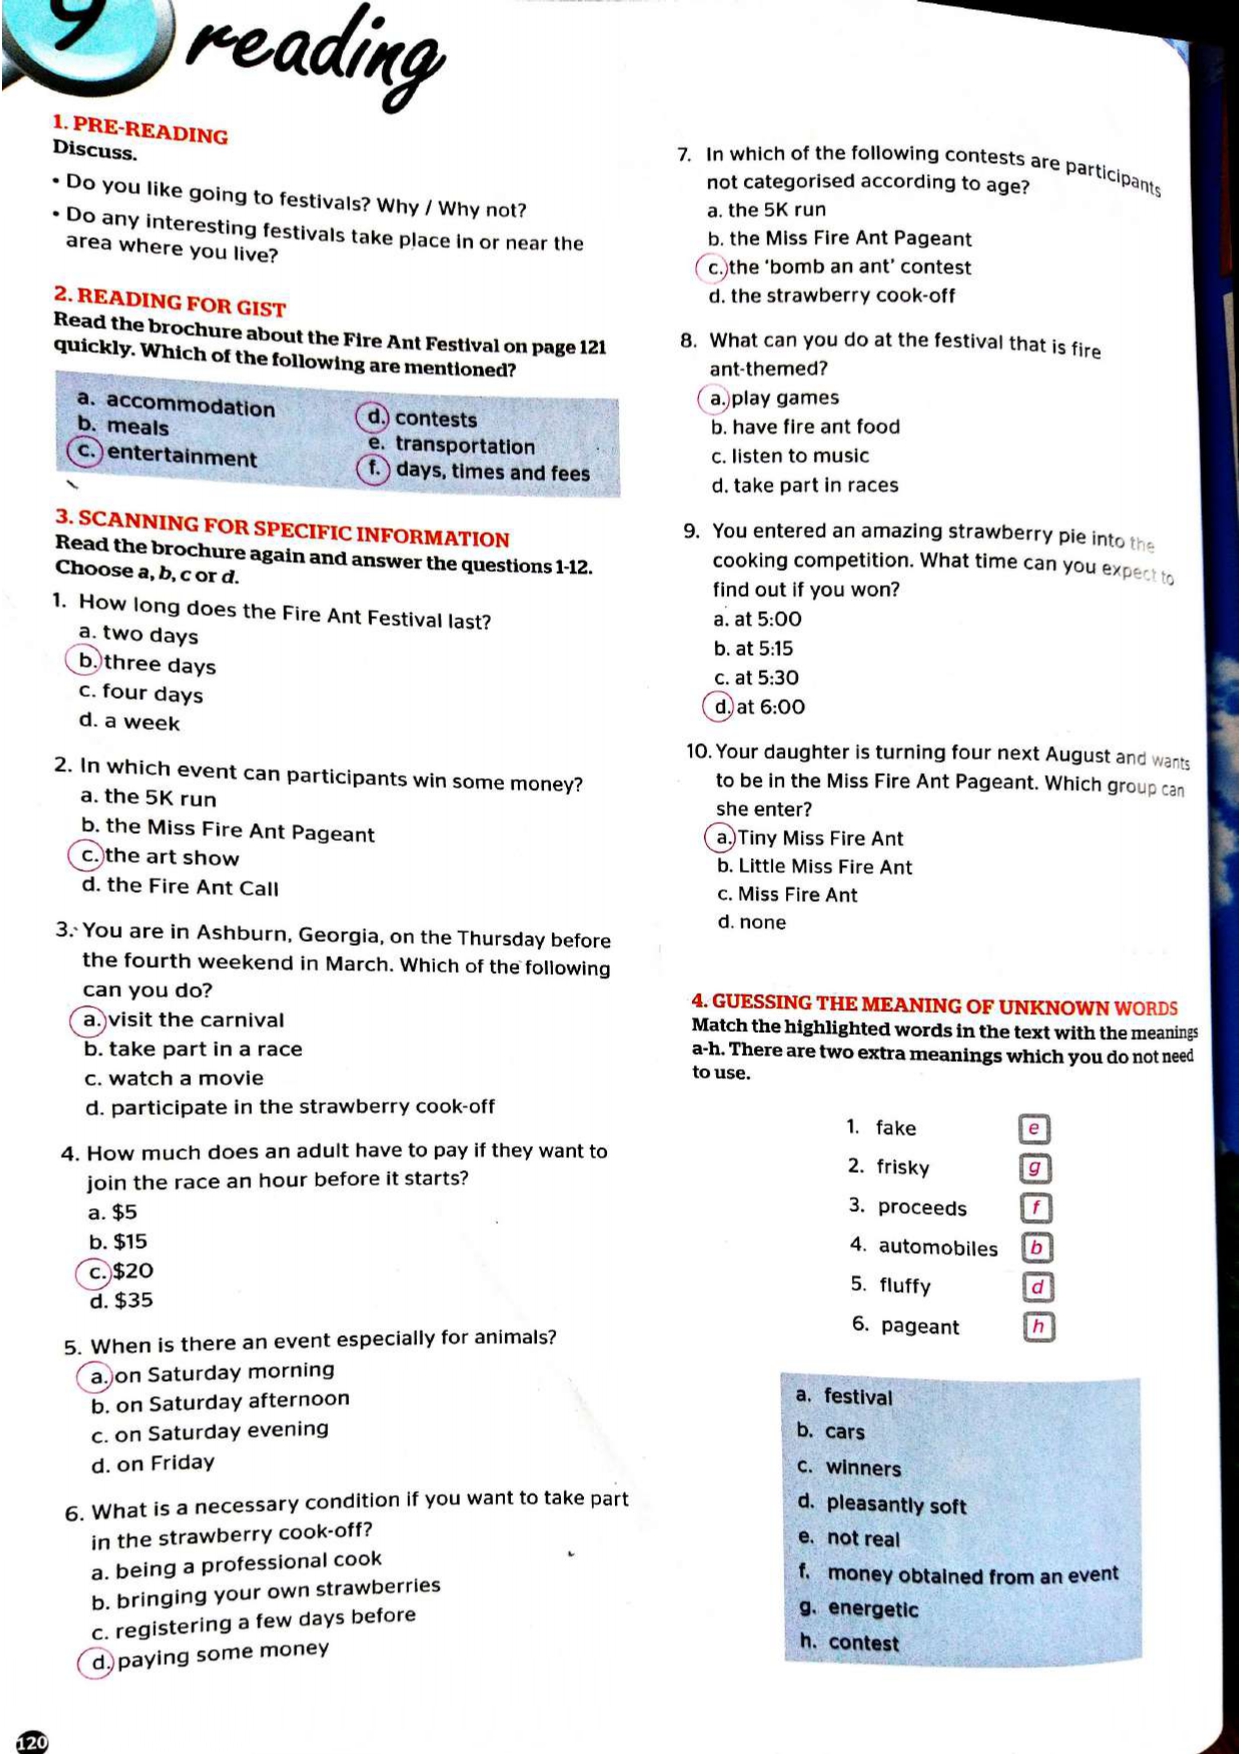 9 reading
1. PRE-READING
Discuss.
• Do you like going to festivals? Why / Why not?
• Do any interesting festivals take place in or near the
area where you live?
2. READING FOR GIST
Read the brochure about the Fire Ant Festival on page 121
quickly. Which of the following are mentioned?
a. accommodation
b. meals
c. entertainment
d. contests
e. transportation
f. days, times and fees
3. SCANNING FOR SPECIFIC INFORMATION
Read the brochure again and answer the questions 1-12.
Choose a, b, c or d.
1. How long does the Fire Ant Festival last?
a. two days
b. three days
c. four days
d. a week
2. In which event can participants win some money?
a. the 5K run
b. the Miss Fire Ant Pageant
c. the art show
d. the Fire Ant Call
3. You are in Ashburn, Georgia, on the Thursday before
the fourth weekend in March. Which of the following
can you do?
a. visit the carnival
b. take part in a race
c. watch a movie
d. participate in the strawberry cook-off
4. How much does an adult have to pay if they want to
join the race an hour before it starts?
a. $5
b. $15
c. $20
d. $35
5. When is there an event especially for animals?
a. on Saturday morning
b. on Saturday afternoon
c. on Saturday evening
d. on Friday
6. What is a necessary condition if you want to take part
in the strawberry cook-off?
a. being a professional cook
b. bringing your own strawberries
c. registering a few days before
d. paying some money
7. In which of the following contests are participants
not categorised according to age?
a. the 5K run
b. the Miss Fire Ant Pageant
c. the 'bomb an ant' contest
d. the strawberry cook-off
8. What can you do at the festival that is fire
ant-themed?
a. play games
b. have fire ant food
c. listen to music
d. take part in races
9. You entered an amazing strawberry pie into the
cooking competition. What time can you expect to
find out if you won?
a. at 5:00
b. at 5:15
c. at 5:30
d. at 6:00
10. Your daughter is turning four next August and wants
to be in the Miss Fire Ant Pageant. Which group can
she enter?
a. Tiny Miss Fire Ant
b. Little Miss Fire Ant
c. Miss Fire Ant
d. none
4. GUESSING THE MEANING OF UNKNOWN WORDS
Match the highlighted words in the text with the meanings
a-h. There are two extra meanings which you do not need
to use.
1. fake e
2. frisky g
3. proceeds f
4. automobiles b
5. fluffy d
6. pageant h
a. festival
b. cars
c. winners
d. pleasantly soft
e. not real
f. money obtained from an event
g. energetic
h. contest
120